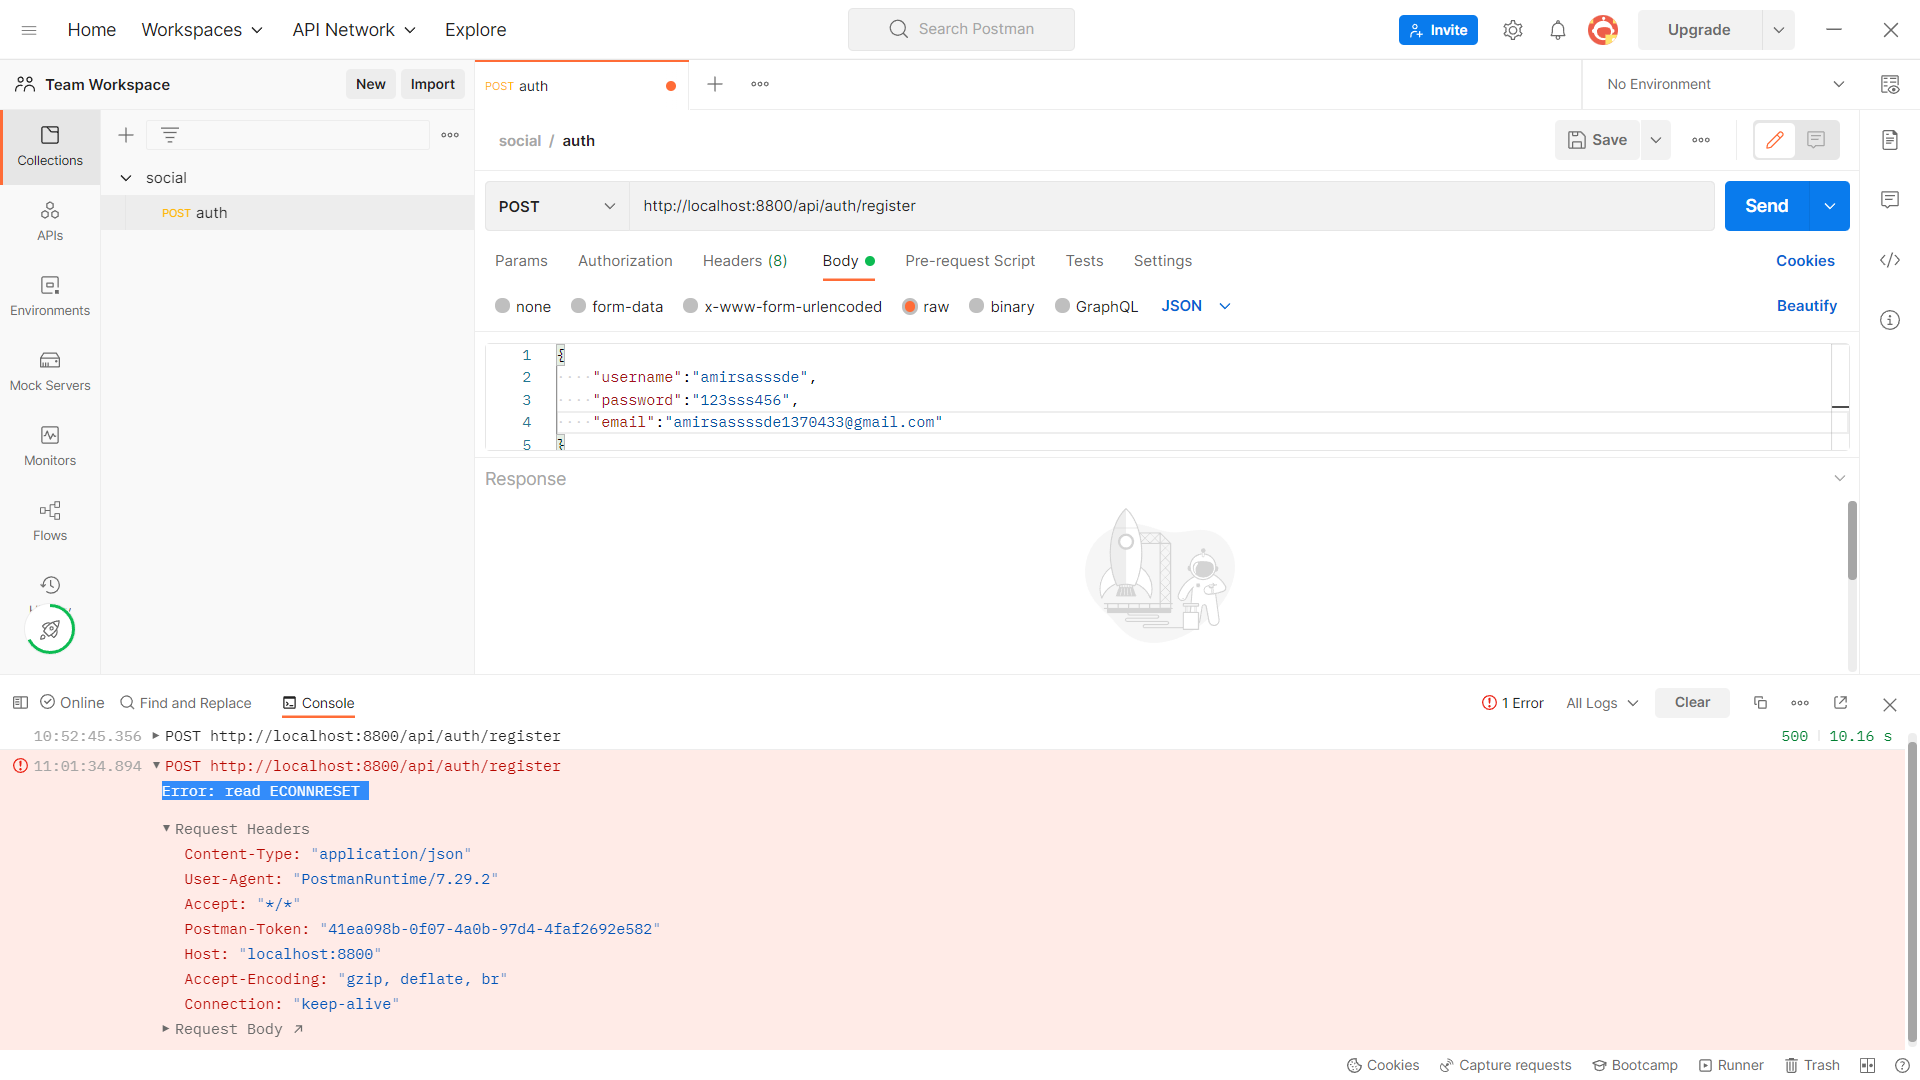 Home Workspaces API Network Explore Search Postman Invite Upgrade
Team Workspace New Import POST auth No Environment
Collections
social / auth Save
social
POST auth
POST http://localhost:8800/api/auth/register Send
APIs
Params Authorization Headers (8) Body Pre-request Script Tests Settings Cookies
Environments
none form-data x-www-form-urlencoded raw binary GraphQL JSON Beautify
1 {
2 "username":"amirsasssde",
3 "password":"123sss456",
4 "email":"amirsassssde1370433@gmail.com"
5 }
Mock Servers
Monitors
Response
Flows
Online Find and Replace Console 1 Error All Logs Clear
10:52:45.356 POST http://localhost:8800/api/auth/register 500 10.16 s
11:01:34.894 POST http://localhost:8800/api/auth/register
Error: read ECONNRESET
Request Headers
Content-Type: "application/json"
User-Agent: "PostmanRuntime/7.29.2"
Accept: "*/*"
Postman-Token: "41ea098b-0f07-4a0b-97d4-4faf2692e582"
Host: "localhost:8800"
Accept-Encoding: "gzip, deflate, br"
Connection: "keep-alive"
Request Body
Cookies Capture requests Bootcamp Runner Trash